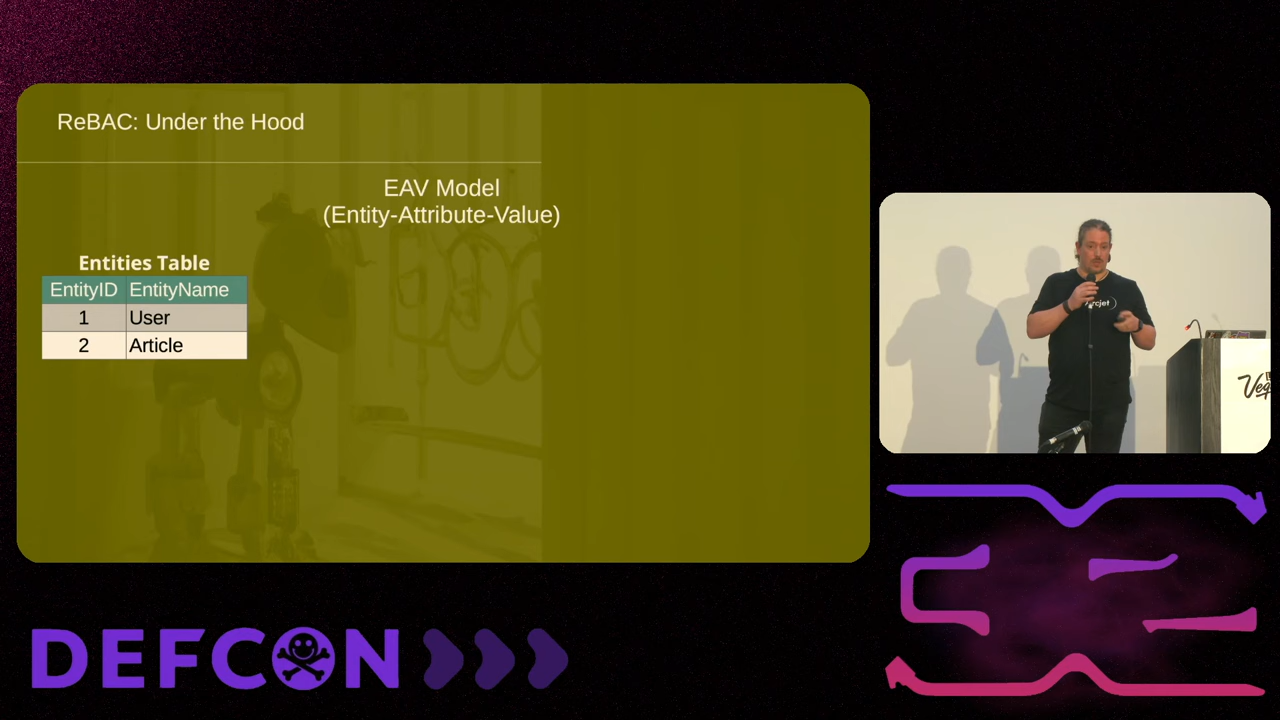 ReBAC: Under the Hood
EAV Model
(Entity-Attribute-Value)
Entities Table
EntityID EntityName
1 User
2 Article
DEFCON